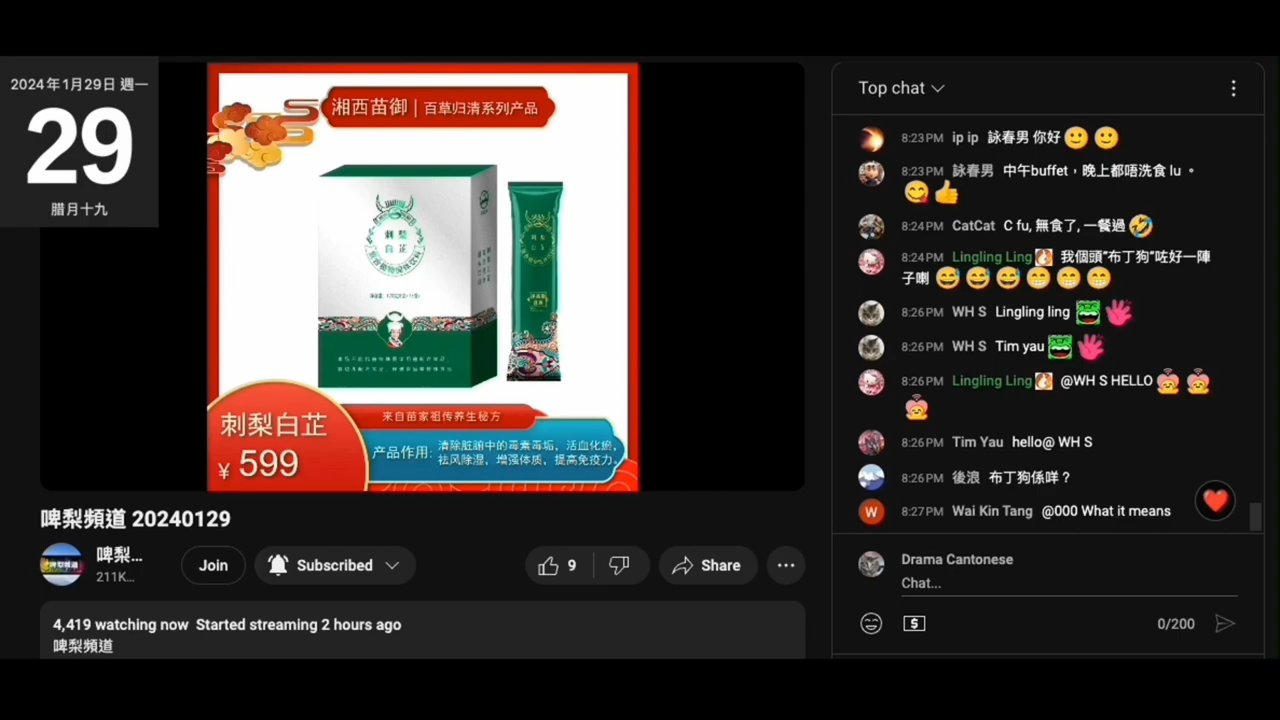 2024年1月29日 週一
29
腊月十九
湘西苗御 | 百草归清系列产品
刺梨
白芷
刺梨白芷
¥ 599
来自苗家祖传养生秘方
产品作用: 清除脏腑中的毒素毒垢，活血化瘀，
祛风除湿，增强体质，提高免疫力。
啤梨頻道 20240129
啤梨...
211K...
Join
Subscribed
9
Share
4,419 watching now Started streaming 2 hours ago
啤梨頻道
Top chat
8:23PM ip ip 詠春男 你好
8:23PM 詠春男 中午buffet，晚上都唔洗食 lu 。
8:24PM CatCat C fu, 無食了, 一餐過
8:24PM Lingling Ling 我個頭“布丁狗”咗好一陣
子喇
8:26PM WH S Lingling ling
8:26PM WH S Tim yau
8:26PM Lingling Ling @WH S HELLO
8:26PM Tim Yau hello@ WH S
8:26PM 後浪 布丁狗係咩？
W 8:27PM Wai Kin Tang @000 What it means
Drama Cantonese
Chat...
0/200